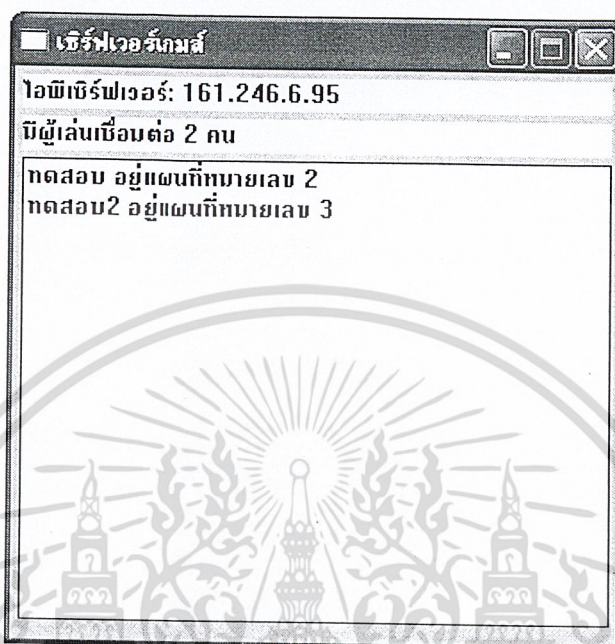 เซิร์ฟเวอร์เกมส์
ไอพีเซิร์ฟเวอร์: 161.246.6.95
มีผู้เล่นเชื่อมต่อ 2 คน
ทดสอบ อยู่แผนที่หมายเลข 2
ทดสอบ2 อยู่แผนที่หมายเลข 3